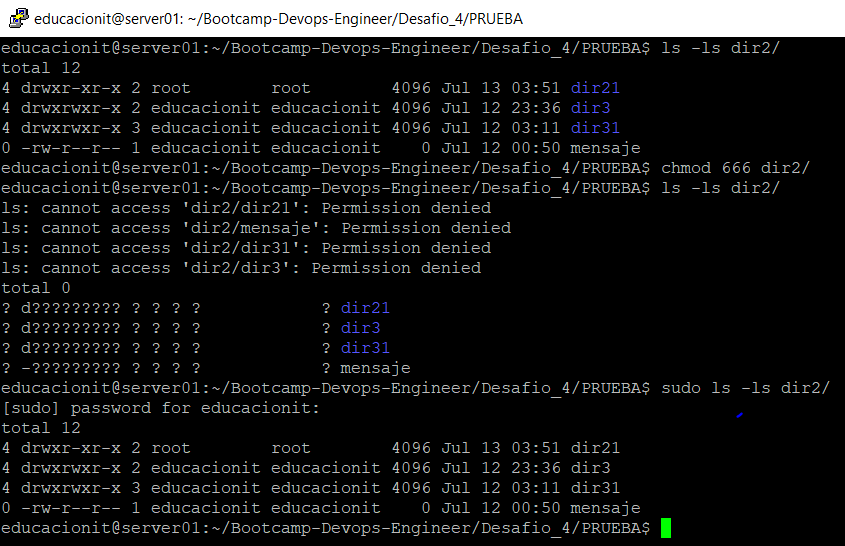 educacionit@server01: ~/Bootcamp-Devops-Engineer/Desafio_4/PRUEBA
educacionit@server01:~/Bootcamp-Devops-Engineer/Desafio_4/PRUEBA$ ls -ls dir2/
total 12
4 drwxr-xr-x 2 root        root        4096 Jul 13 03:51 dir21
4 drwxrwxr-x 2 educacionit educacionit 4096 Jul 12 23:36 dir3
4 drwxrwxr-x 3 educacionit educacionit 4096 Jul 12 03:11 dir31
0 -rw-r--r-- 1 educacionit educacionit    0 Jul 12 00:50 mensaje
educacionit@server01:~/Bootcamp-Devops-Engineer/Desafio_4/PRUEBA$ chmod 666 dir2/
educacionit@server01:~/Bootcamp-Devops-Engineer/Desafio_4/PRUEBA$ ls -ls dir2/
ls: cannot access 'dir2/dir21': Permission denied
ls: cannot access 'dir2/mensaje': Permission denied
ls: cannot access 'dir2/dir31': Permission denied
ls: cannot access 'dir2/dir3': Permission denied
total 0
? d????????? ? ? ? ?            ? dir21
? d????????? ? ? ? ?            ? dir3
? d????????? ? ? ? ?            ? dir31
? -????????? ? ? ? ?            ? mensaje
educacionit@server01:~/Bootcamp-Devops-Engineer/Desafio_4/PRUEBA$ sudo ls -ls dir2/
[sudo] password for educacionit:
total 12
4 drwxr-xr-x 2 root        root        4096 Jul 13 03:51 dir21
4 drwxrwxr-x 2 educacionit educacionit 4096 Jul 12 23:36 dir3
4 drwxrwxr-x 3 educacionit educacionit 4096 Jul 12 03:11 dir31
0 -rw-r--r-- 1 educacionit educacionit    0 Jul 12 00:50 mensaje
educacionit@server01:~/Bootcamp-Devops-Engineer/Desafio_4/PRUEBA$